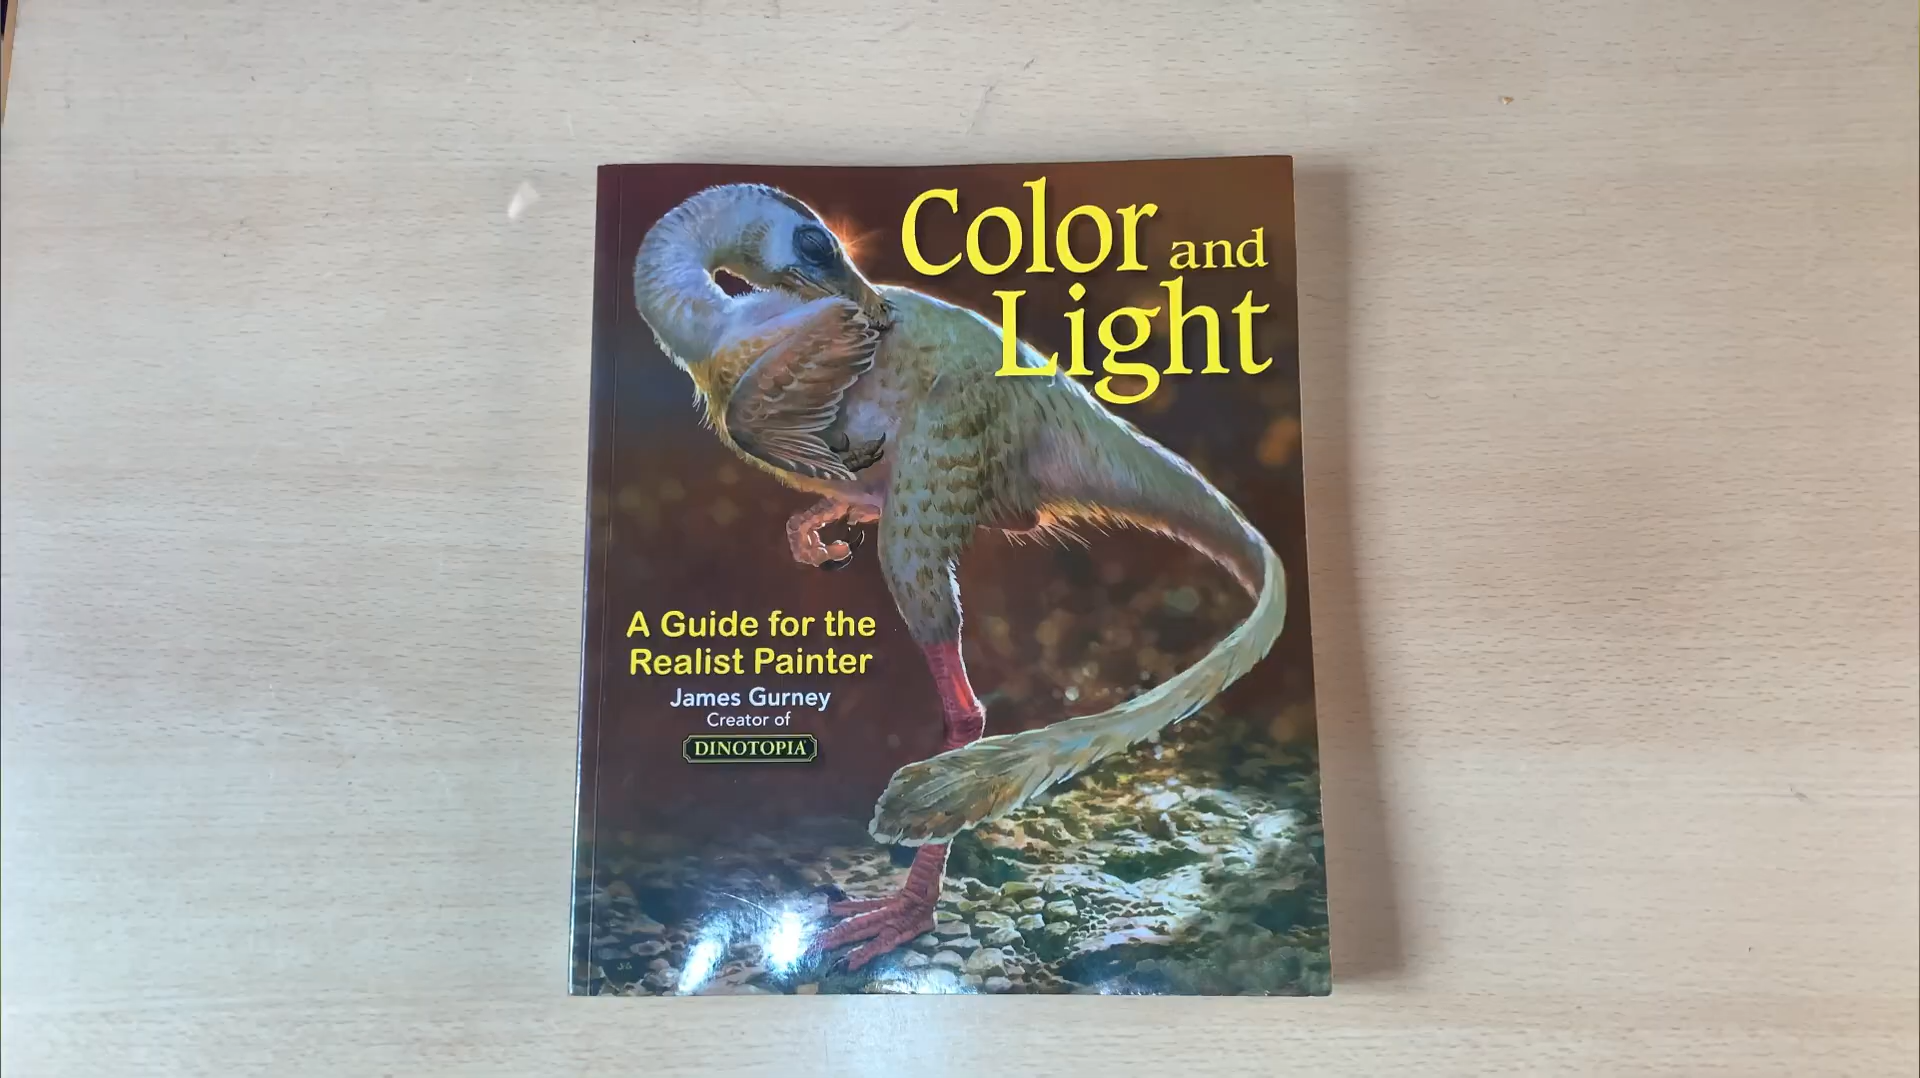 Color and
Light
A Guide for the
Realist Painter
James Gurney
Creator of
DINOTOPIA